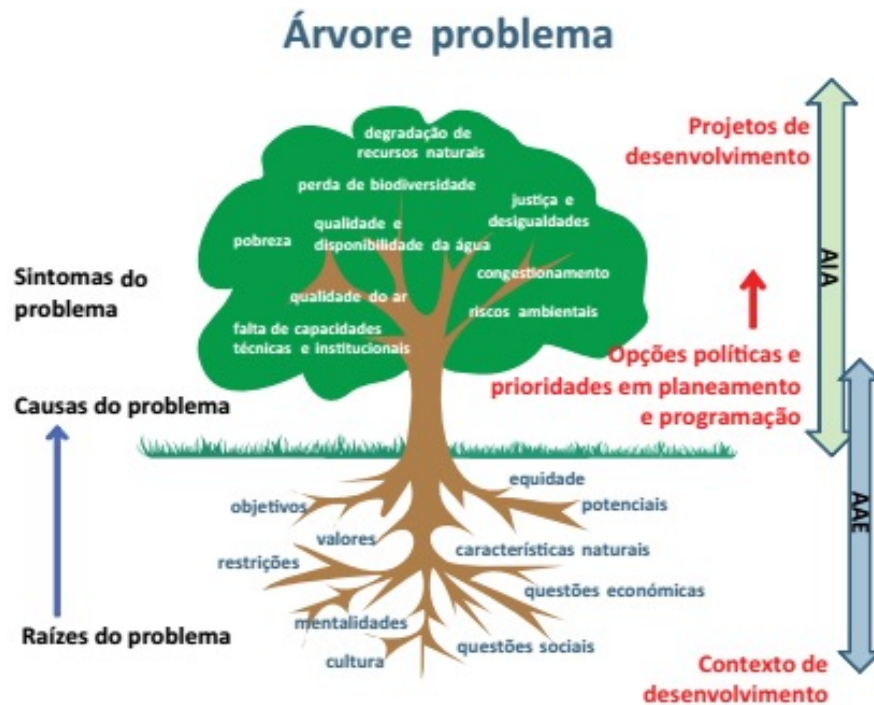 Árvore problema
degradação de
recursos naturais
perda de biodiversidade
justiça e
desigualdades
qualidade e
disponibilidade da água
pobreza
congestionamento
qualidade do ar
riscos ambientais
falta de capacidades
técnicas e institucionais
Sintomas do
problema
Causas do problema
Raízes do problema
equidade
objetivos
potenciais
valores
características naturais
restrições
questões económicas
mentalidades
questões sociais
cultura
Projetos de
desenvolvimento
Opções políticas e
prioridades em planeamento
e programação
Contexto de
desenvolvimento
AIA
AAE